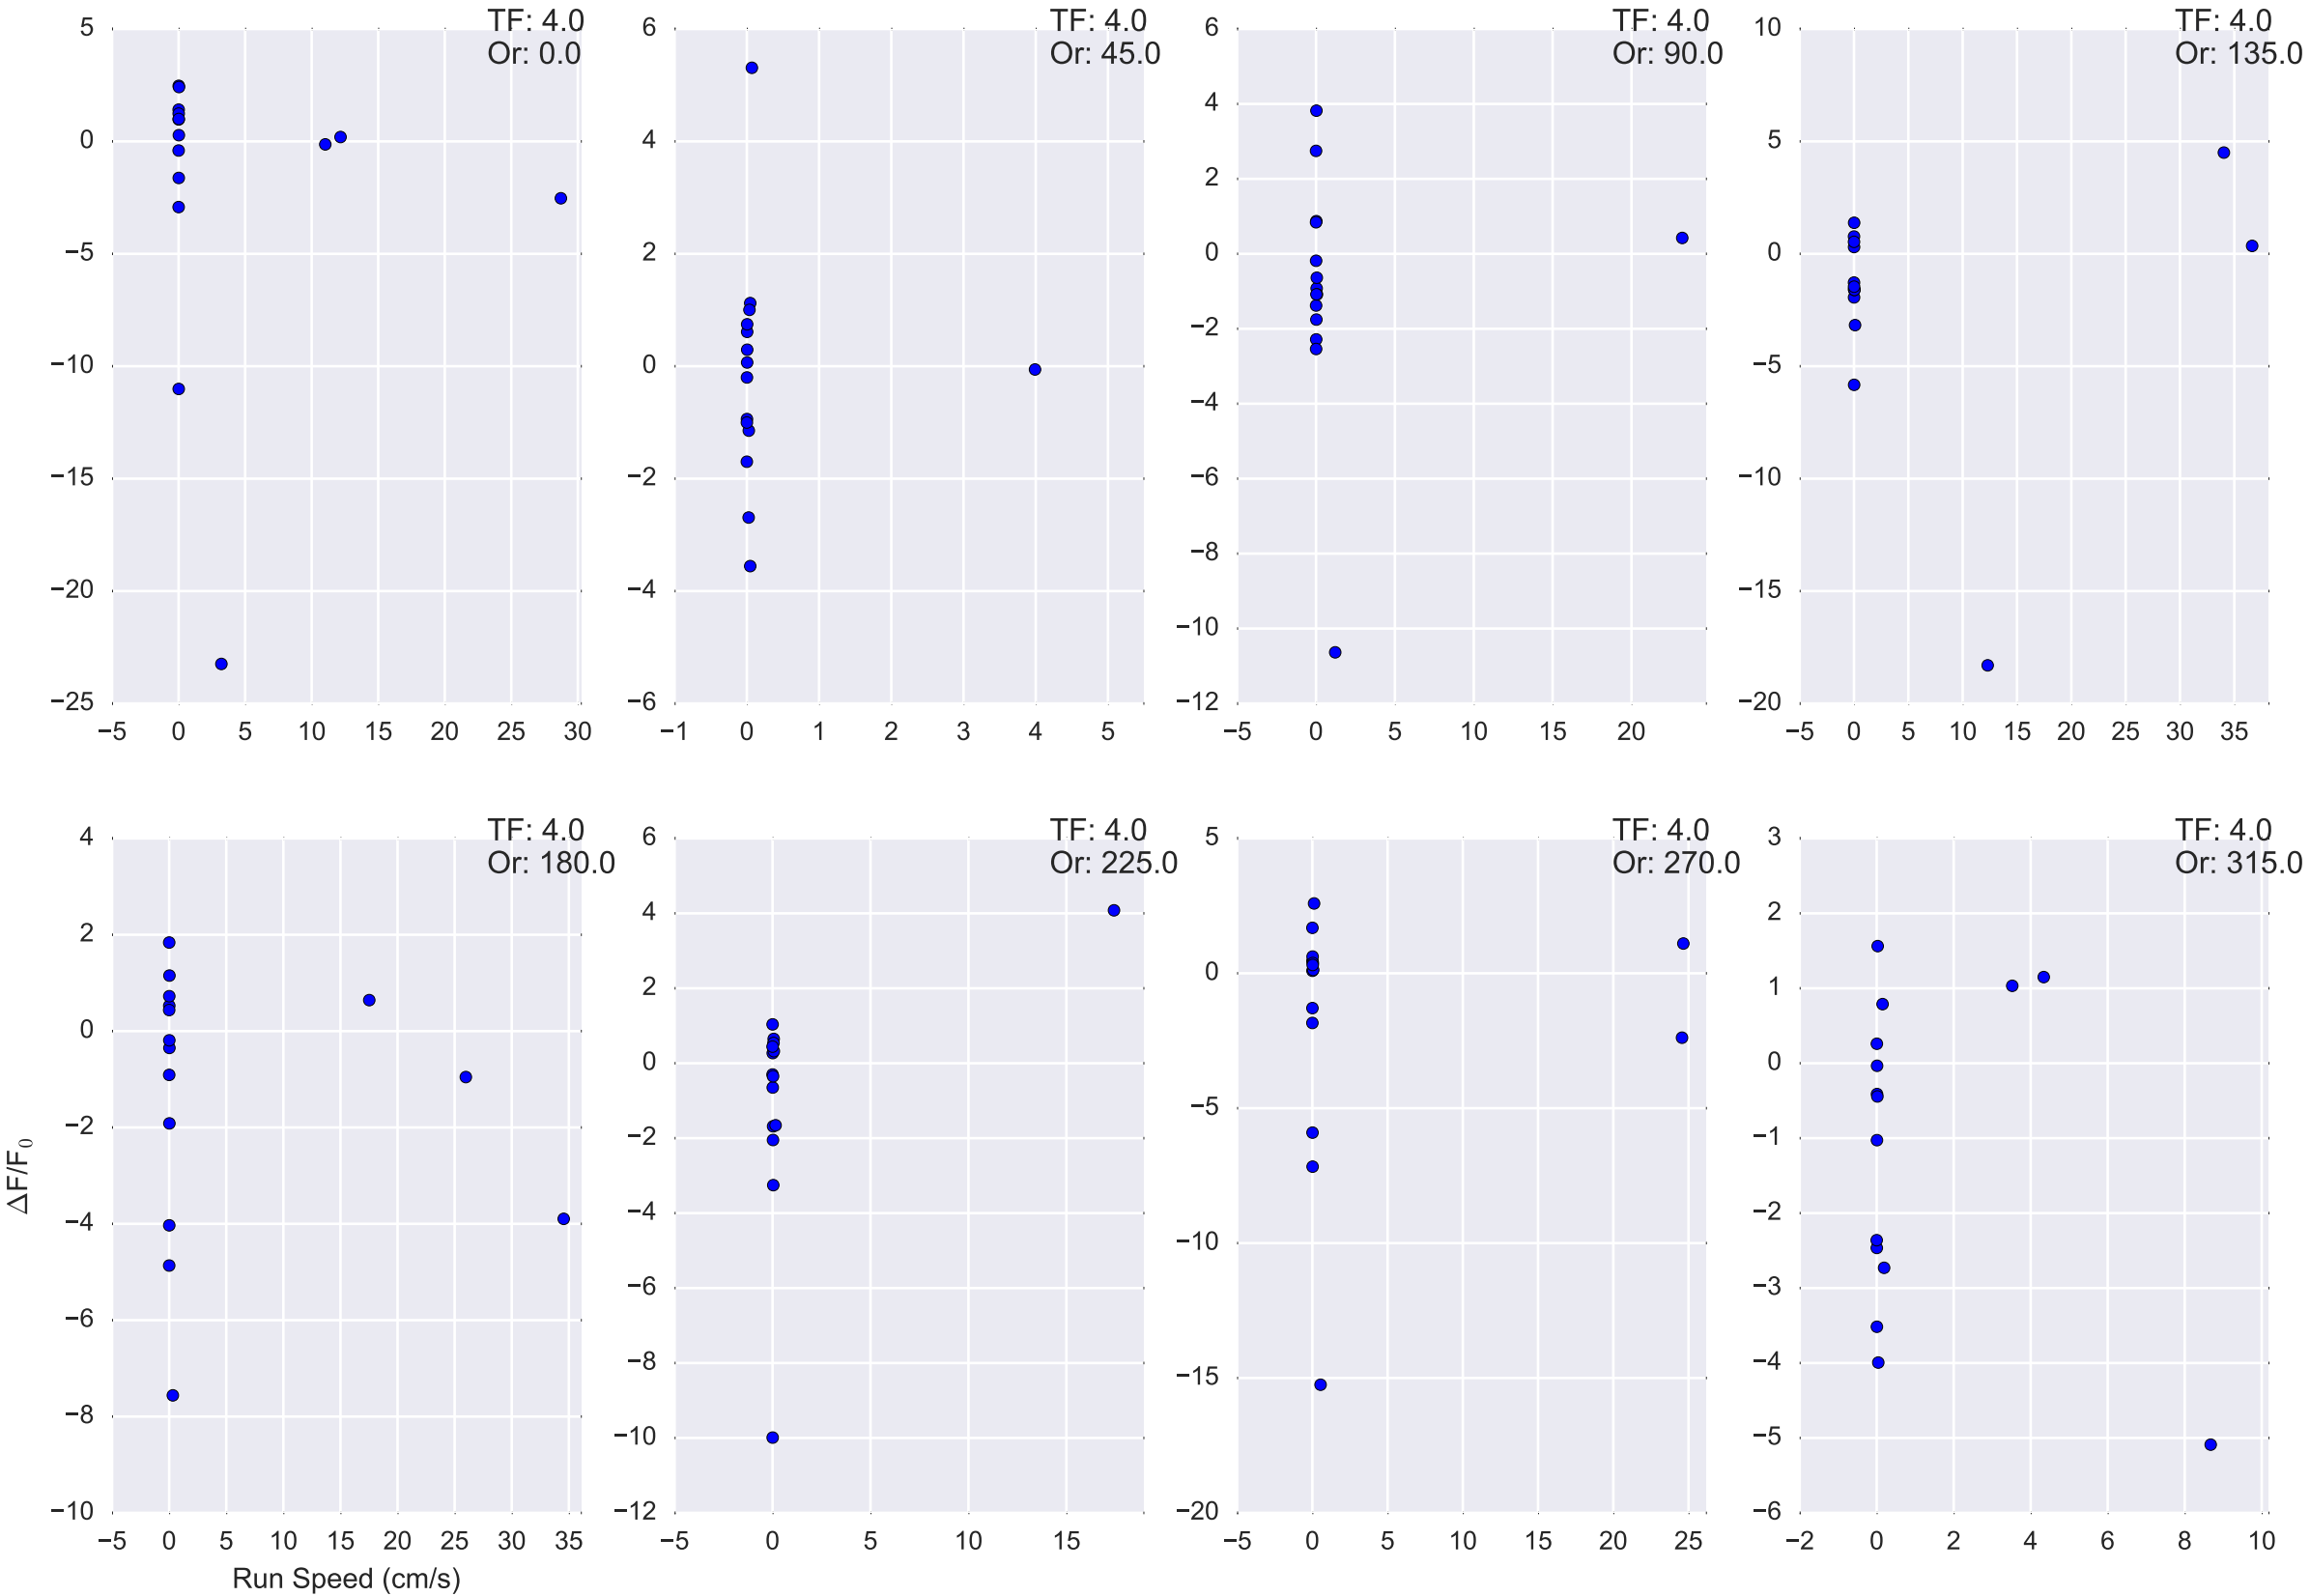 TF: 4.0
Or: 0.0
5
0
−5
−10
−15
−20
−25
−5 0 5 10 15 20 25 30
TF: 4.0
Or: 45.0
6
4
2
0
−2
−4
−6
−1 0 1 2 3 4 5
TF: 4.0
Or: 90.0
6
4
2
0
−2
−4
−6
−8
−10
−12
−5 0 5 10 15 20
TF: 4.0
Or: 135.0
10
5
0
−5
−10
−15
−20
−5 0 5 10 15 20 25 30 35
TF: 4.0
Or: 180.0
4
2
0
−2
−4
−6
−8
−10
−5 0 5 10 15 20 25 30 35
Run Speed (cm/s)
ΔF/F₀
TF: 4.0
Or: 225.0
6
4
2
0
−2
−4
−6
−8
−10
−12
−5 0 5 10 15
TF: 4.0
Or: 270.0
5
0
−5
−10
−15
−20
−5 0 5 10 15 20 25
TF: 4.0
Or: 315.0
3
2
1
0
−1
−2
−3
−4
−5
−6
−2 0 2 4 6 8 10